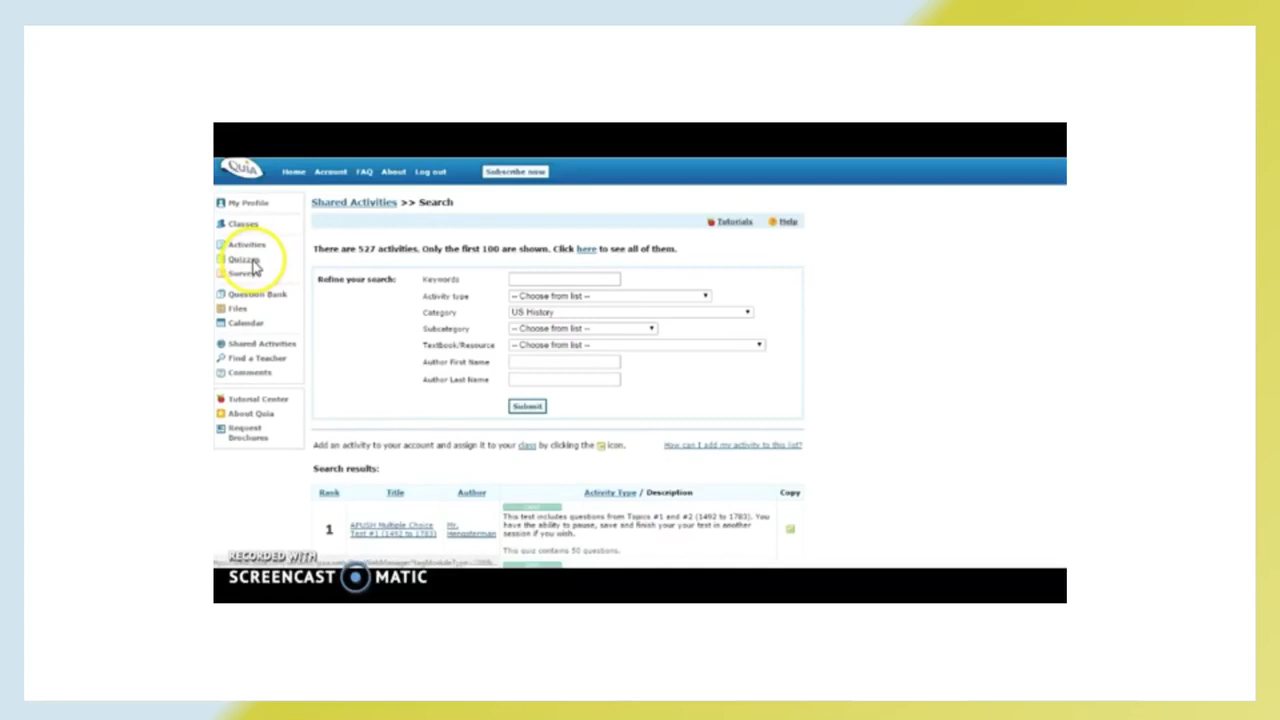 QUIA
Home Account FAQ About Log out Subscribe now
My Profile
Classes
Activities
Quizzes
Surveys
Question Bank
Files
Calendar
Shared Activities
Find a Teacher
Comments
Tutorial Center
About Quia
Request
Brochures
Shared Activities >> Search
Tutorials Help
There are 527 activities. Only the first 100 are shown. Click here to see all of them.
Refine your search: Keywords
Activity type -- Choose from list --
Category US History
Subcategory -- Choose from list --
Textbook/Resource -- Choose from list --
Author First Name
Author Last Name
Submit
Add an activity to your account and assign it to your class by clicking the icon. How can I add my activity to this list?
Search results:
Rank Title Author Activity Type / Description Copy
1 APUSH Multiple Choice Test #1 (1492 to 1783) Mr.
This test includes questions from Topics #1 and #2 (1492 to 1783). You
have the ability to pause, save and finish your your test in another
session if you wish.
This quiz contains 50 questions.
RECORDED WITH
SCREENCAST MATIC